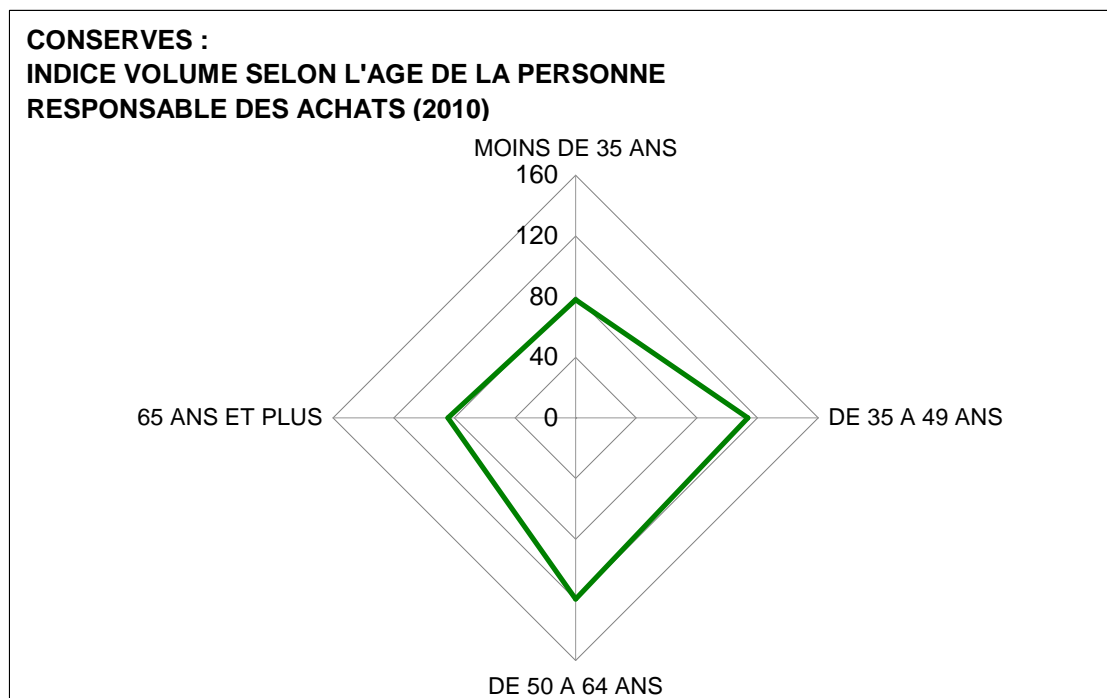 CONSERVES :
INDICE VOLUME SELON L'AGE DE LA PERSONNE
RESPONSABLE DES ACHATS (2010)
MOINS DE 35 ANS
160
120
80
40
0
65 ANS ET PLUS
DE 35 A 49 ANS
DE 50 A 64 ANS